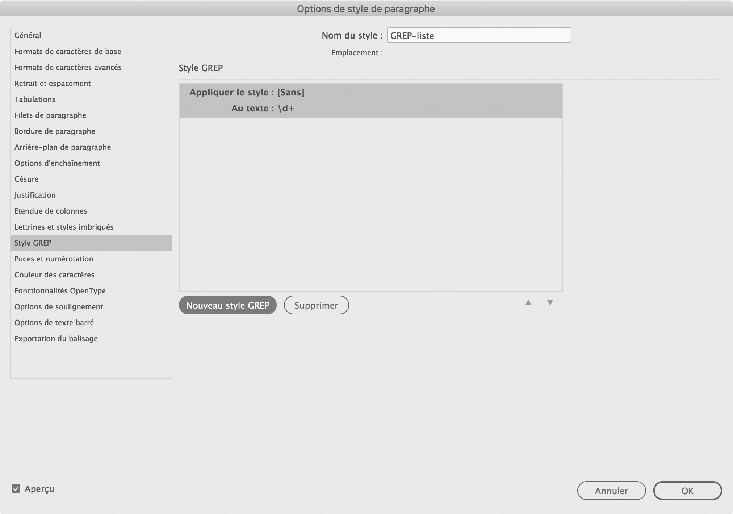 Options de style de paragraphe
Général
Formats de caractères de base
Formats de caractères avancés
Retrait et espacement
Tabulations
Filets de paragraphe
Bordure de paragraphe
Arrière-plan de paragraphe
Options d'enchaînement
Césure
Justification
Etendue de colonnes
Lettrines et styles imbriqués
Style GREP
Puces et numérotation
Couleur des caractères
Fonctionnalités OpenType
Options de soulignement
Options de texte barré
Exportation du balisage
Nom du style : GREP-liste
Emplacement :
Style GREP
Appliquer le style : [Sans]
Au texte : \d+
Nouveau style GREP
Supprimer
Aperçu
Annuler
OK